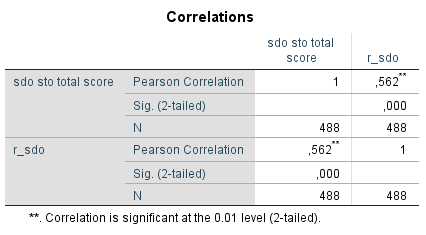 Correlations
sdo sto total score r_sdo
sdo sto total score Pearson Correlation 1 ,562**
Sig. (2-tailed) ,000
N 488 488
r_sdo Pearson Correlation ,562** 1
Sig. (2-tailed) ,000
N 488 488
**. Correlation is significant at the 0.01 level (2-tailed).